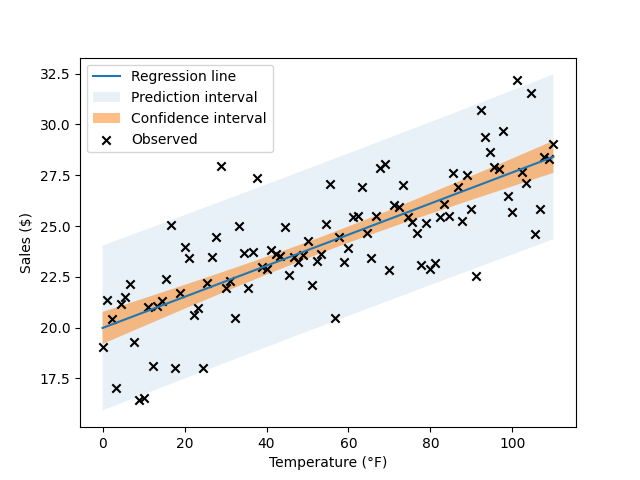 Regression line
Prediction interval
Confidence interval
Observed
32.5
30.0
27.5
25.0
22.5
20.0
17.5
Sales ($)
0 20 40 60 80 100
Temperature (°F)